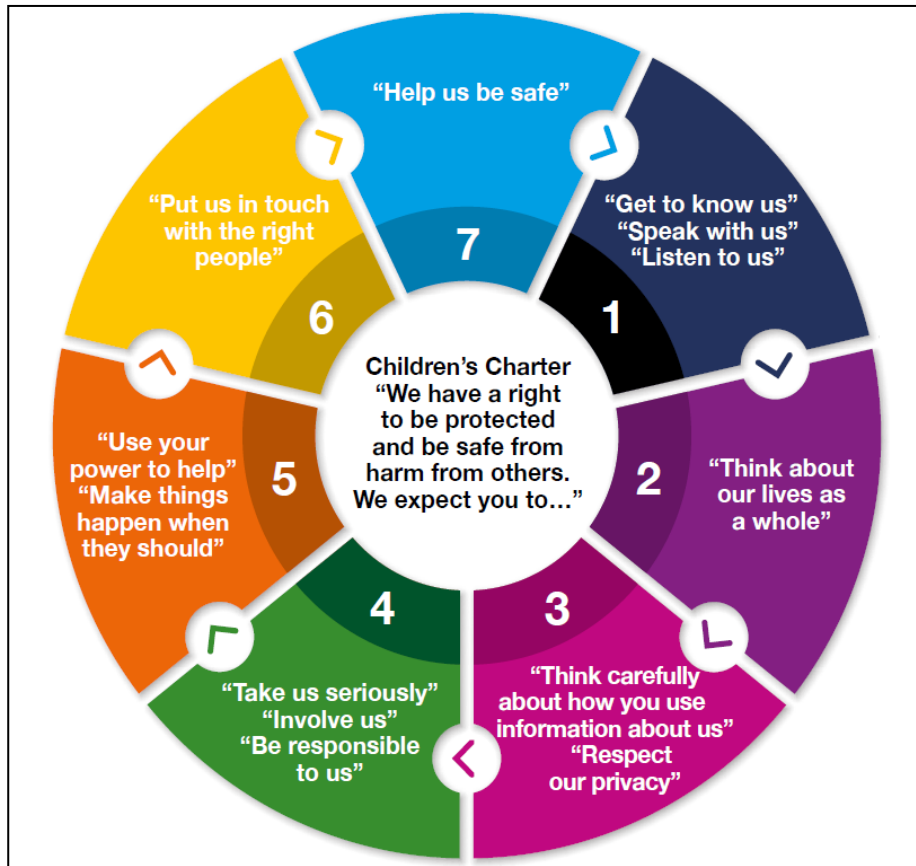 Children’s Charter
“We have a right
to be protected
and be safe from
harm from others.
We expect you to…”
1
“Get to know us”
“Speak with us”
“Listen to us”
2
“Think about
our lives as
a whole”
3
“Think carefully
about how you use
information about us”
“Respect
our privacy”
4
“Take us seriously”
“Involve us”
“Be responsible
to us”
5
“Use your
power to help”
“Make things
happen when
they should”
6
“Put us in touch
with the right
people”
7
“Help us be safe”